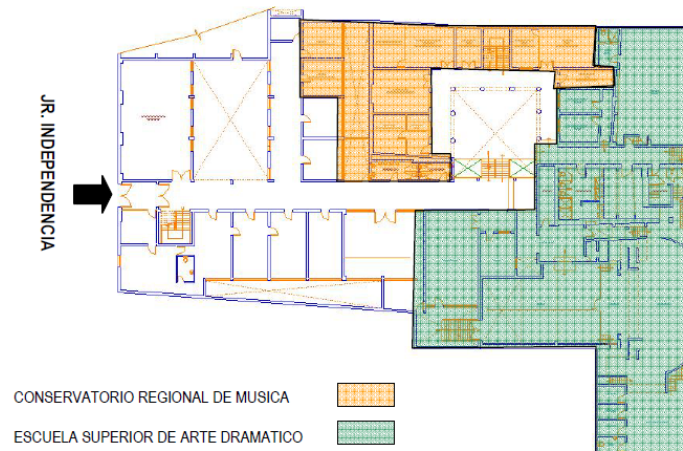 JR. INDEPENDENCIA
CONSERVATORIO REGIONAL DE MUSICA
ESCUELA SUPERIOR DE ARTE DRAMATICO